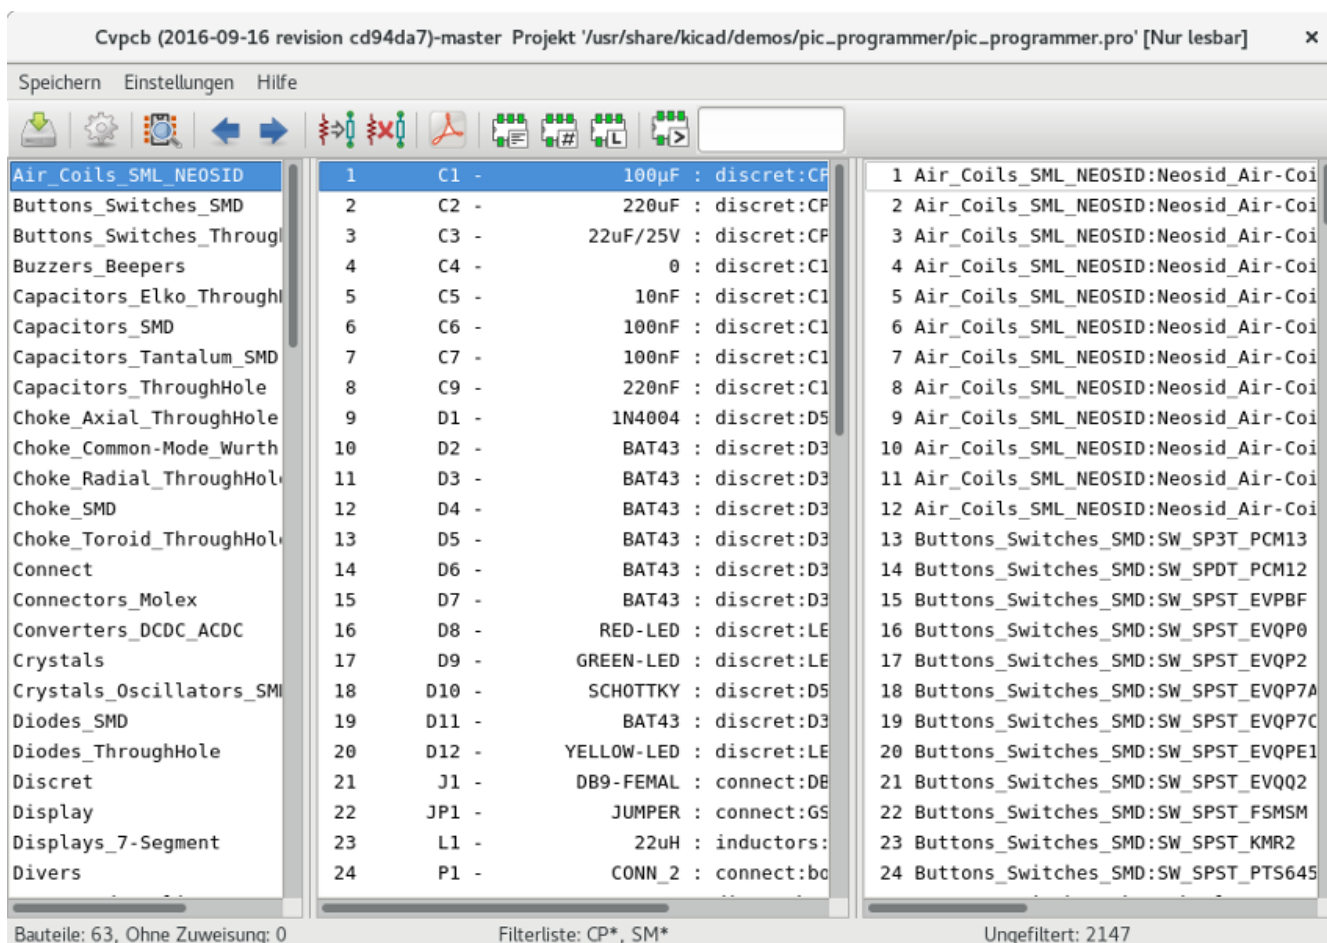 Cvpcb (2016-09-16 revision cd94da7)-master Projekt '/usr/share/kicad/demos/pic_programmer/pic_programmer.pro' [Nur lesbar]
Speichern Einstellungen Hilfe
Air_Coils_SML_NEOSID
Buttons_Switches_SMD
Buttons_Switches_Throug
Buzzers_Beepers
Capacitors_Elko_Through
Capacitors_SMD
Capacitors_Tantalum_SMD
Capacitors_ThroughHole
Choke_Axial_ThroughHole
Choke_Common-Mode_Wurth
Choke_Radial_ThroughHol
Choke_SMD
Choke_Toroid_ThroughHol
Connect
Connectors_Molex
Converters_DCDC_ACDC
Crystals
Crystals_Oscillators_SM
Diodes_SMD
Diodes_ThroughHole
Discret
Display
Displays_7-Segment
Divers
1 C1 - 100µF : discret:CP
2 C2 - 220uF : discret:CP
3 C3 - 22uF/25V : discret:CP
4 C4 - 0 : discret:C1
5 C5 - 10nF : discret:C1
6 C6 - 100nF : discret:C1
7 C7 - 100nF : discret:C1
8 C9 - 220nF : discret:C1
9 D1 - 1N4004 : discret:D5
10 D2 - BAT43 : discret:D3
11 D3 - BAT43 : discret:D3
12 D4 - BAT43 : discret:D3
13 D5 - BAT43 : discret:D3
14 D6 - BAT43 : discret:D3
15 D7 - BAT43 : discret:D3
16 D8 - RED-LED : discret:LE
17 D9 - GREEN-LED : discret:LE
18 D10 - SCHOTTKY : discret:D5
19 D11 - BAT43 : discret:D3
20 D12 - YELLOW-LED : discret:LE
21 J1 - DB9-FEMAL : connect:DB
22 JP1 - JUMPER : connect:GS
23 L1 - 22uH : inductors:
24 P1 - CONN_2 : connect:bo
1 Air_Coils_SML_NEOSID:Neosid_Air-Coi
2 Air_Coils_SML_NEOSID:Neosid_Air-Coi
3 Air_Coils_SML_NEOSID:Neosid_Air-Coi
4 Air_Coils_SML_NEOSID:Neosid_Air-Coi
5 Air_Coils_SML_NEOSID:Neosid_Air-Coi
6 Air_Coils_SML_NEOSID:Neosid_Air-Coi
7 Air_Coils_SML_NEOSID:Neosid_Air-Coi
8 Air_Coils_SML_NEOSID:Neosid_Air-Coi
9 Air_Coils_SML_NEOSID:Neosid_Air-Coi
10 Air_Coils_SML_NEOSID:Neosid_Air-Coi
11 Air_Coils_SML_NEOSID:Neosid_Air-Coi
12 Air_Coils_SML_NEOSID:Neosid_Air-Coi
13 Buttons_Switches_SMD:SW_SP3T_PCM13
14 Buttons_Switches_SMD:SW_SPDT_PCM12
15 Buttons_Switches_SMD:SW_SPST_EVPBF
16 Buttons_Switches_SMD:SW_SPST_EVQP0
17 Buttons_Switches_SMD:SW_SPST_EVQP2
18 Buttons_Switches_SMD:SW_SPST_EVQP7A
19 Buttons_Switches_SMD:SW_SPST_EVQP7C
20 Buttons_Switches_SMD:SW_SPST_EVQPE1
21 Buttons_Switches_SMD:SW_SPST_EVQQ2
22 Buttons_Switches_SMD:SW_SPST_FSMSM
23 Buttons_Switches_SMD:SW_SPST_KMR2
24 Buttons_Switches_SMD:SW_SPST_PTS645
Bauteile: 63, Ohne Zuweisung: 0 Filterliste: CP*, SM* Ungefiltert: 2147